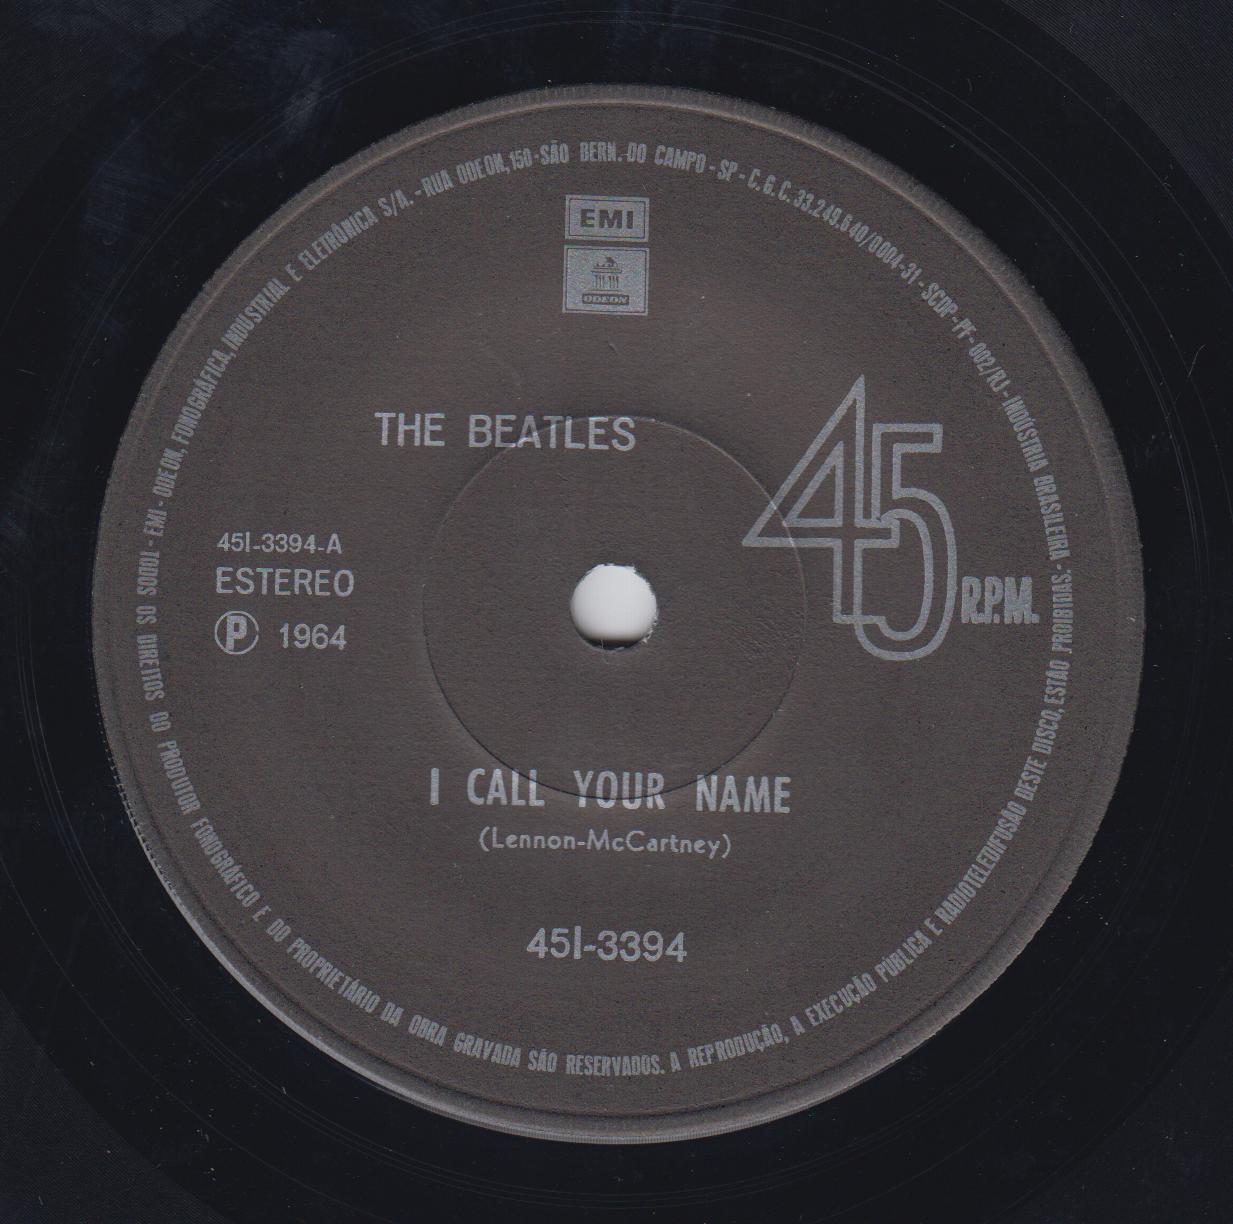 EMI - ODEON, FONOGRÁFICA, INDUSTRIAL E ELETRÔNICA S/A. - RUA ODEON, 150 - SÃO BERN. DO CAMPO - SP - C.G.C. 33.249.640/0004-31 - SCDP - PF - 002/RJ - INDÚSTRIA BRASILEIRA -
EMI
ODEON
THE BEATLES
45
R.P.M.
45I-3394-A
ESTEREO
Ⓟ 1964
I CALL YOUR NAME
(Lennon-McCartney)
45I-3394
TODOS OS DIREITOS DO PRODUTOR FONOGRÁFICO E DO PROPRIETÁRIO DA OBRA GRAVADA SÃO RESERVADOS. A REPRODUÇÃO, A EXECUÇÃO PÚBLICA E RADIOTELEDIFUSÃO DESTE DISCO, ESTÃO PROIBIDAS. -